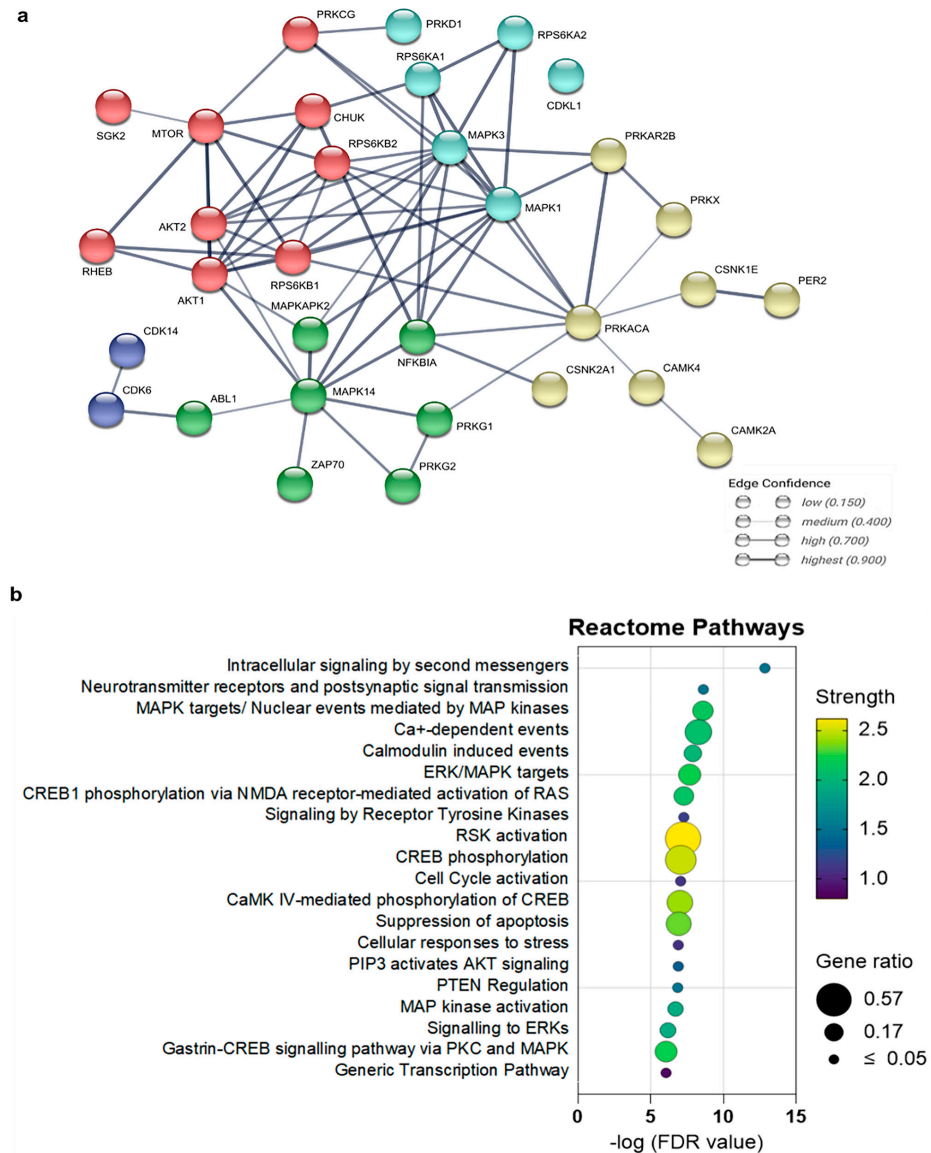 a
PRKCG
PRKD1
RPS6KA2
RPS6KA1
CDKL1
SGK2
MTOR
CHUK
MAPK3
PRKAR2B
RPS6KB2
MAPK1
PRKX
AKT2
RHEB
AKT1
RPS6KB1
CSNK1E
PER2
MAPKAPK2
PRKACA
CDK14
NFKBIA
CDK6
ABL1
MAPK14
CSNK2A1
CAMK4
PRKG1
CAMK2A
ZAP70
PRKG2
Edge Confidence
low (0.150)
medium (0.400)
high (0.700)
highest (0.900)
b
Reactome Pathways
Intracellular signaling by second messengers
Neurotransmitter receptors and postsynaptic signal transmission
MAPK targets/ Nuclear events mediated by MAP kinases
Ca+-dependent events
Calmodulin induced events
ERK/MAPK targets
CREB1 phosphorylation via NMDA receptor-mediated activation of RAS
Signaling by Receptor Tyrosine Kinases
RSK activation
CREB phosphorylation
Cell Cycle activation
CaMK IV-mediated phosphorylation of CREB
Suppression of apoptosis
Cellular responses to stress
PIP3 activates AKT signaling
PTEN Regulation
MAP kinase activation
Signalling to ERKs
Gastrin-CREB signalling pathway via PKC and MAPK
Generic Transcription Pathway
0 5 10 15
-log (FDR value)
Strength
2.5
2.0
1.5
1.0
Gene ratio
0.57
0.17
≤ 0.05